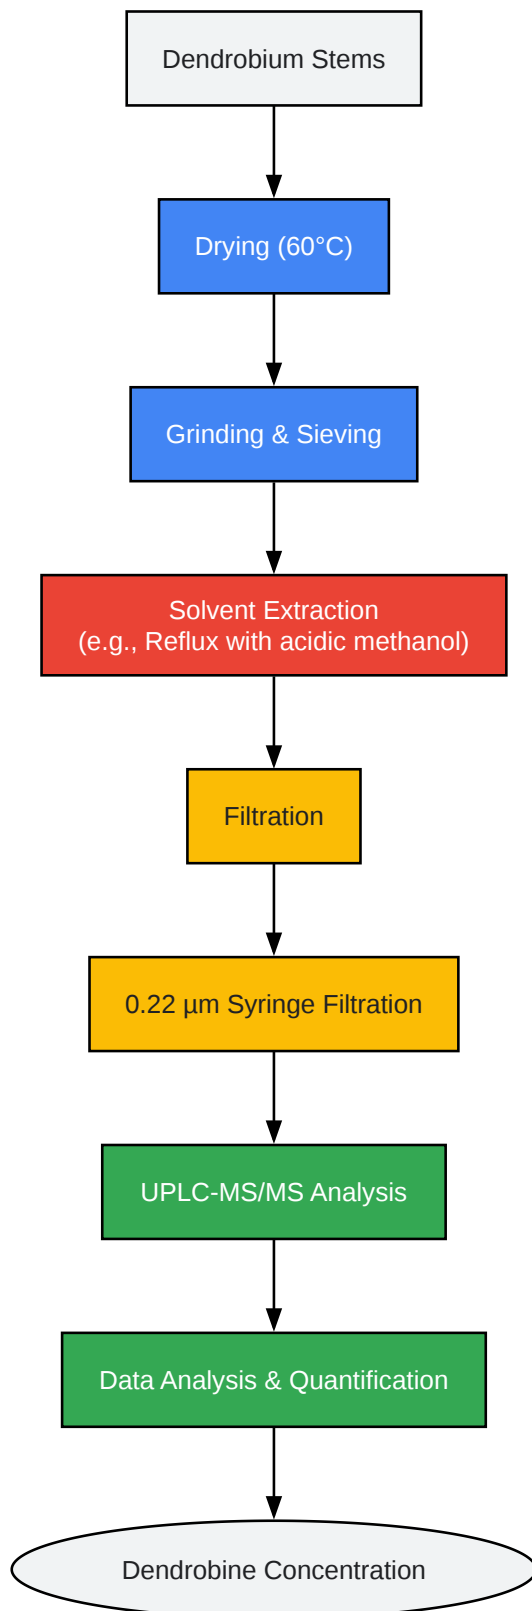 Dendrobium Stems
Drying (60°C)
Grinding & Sieving
Solvent Extraction
(e.g., Reflux with acidic methanol)
Filtration
0.22 µm Syringe Filtration
UPLC-MS/MS Analysis
Data Analysis & Quantification
Dendrobine Concentration